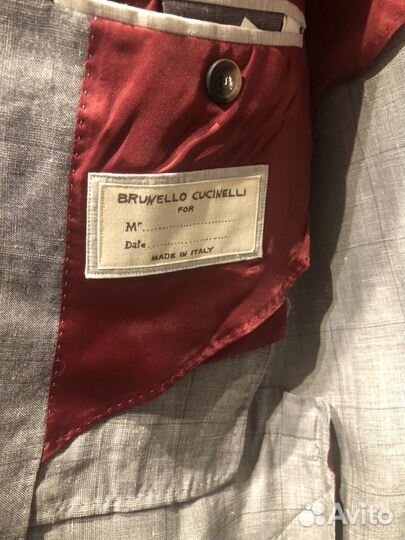 BRUNELLO CUCINELLI
FOR
Mr....................
Date....................
MADE IN ITALY
Avito